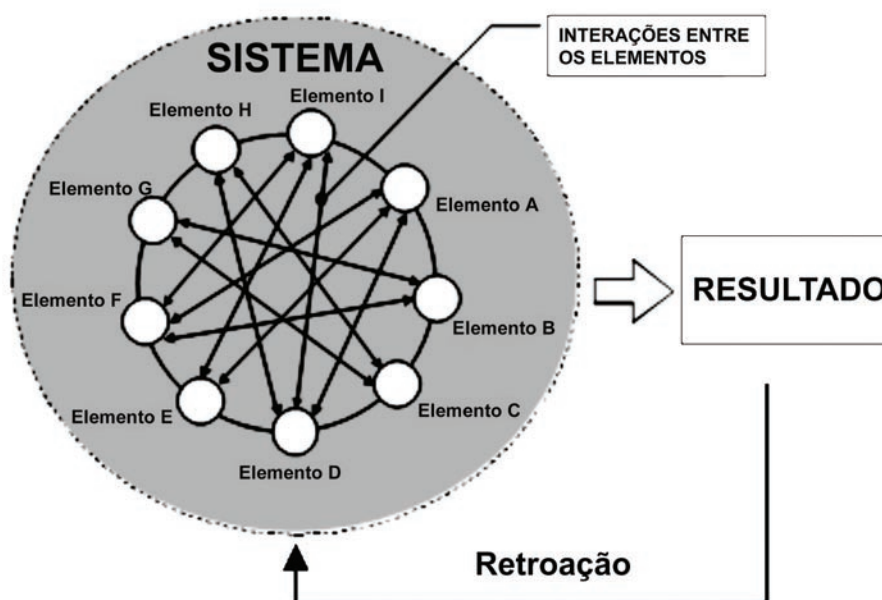 SISTEMA
INTERAÇÕES ENTRE
OS ELEMENTOS
Elemento I
Elemento H
Elemento G
Elemento A
Elemento F
Elemento B
Elemento E
Elemento C
Elemento D
RESULTADO
Retroação